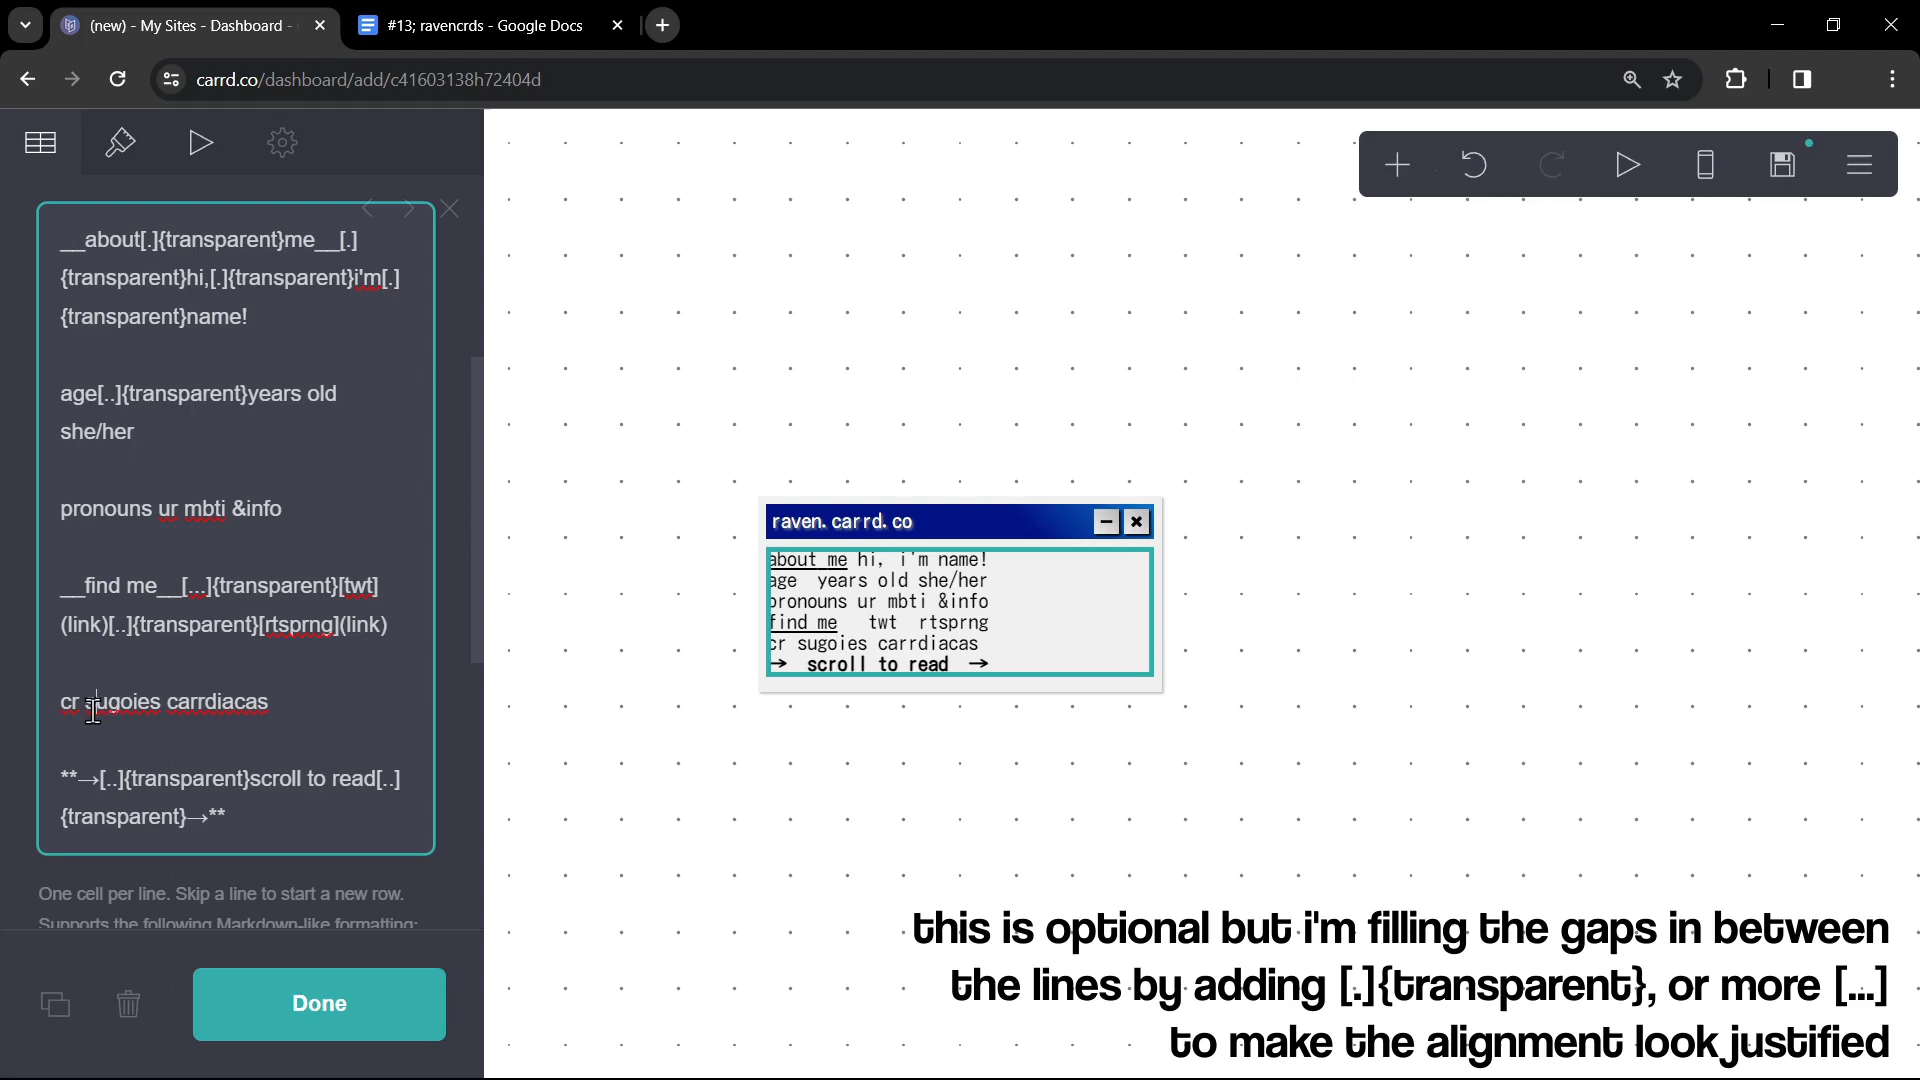 (new) - My Sites - Dashboard -
#13; ravencrds - Google Docs
carrd.co/dashboard/add/c41603138h72404d
__about[.]{transparent}me__[.]
{transparent}hi,[.]{transparent}i'm[.]
{transparent}name!
age[..]{transparent}years old
she/her
pronouns ur mbti &info
__find me__[...]{transparent}[twt]
(link)[..]{transparent}[rtsprng](link)
cr sugoies carrdiacas
**→[..]{transparent}scroll to read[..]
{transparent}→**
One cell per line. Skip a line to start a new row.
Supports the following Markdown-like formatting:
Done
raven.carrd.co
about me hi, i'm name!
age years old she/her
pronouns ur mbti &info
find me twt rtsprng
cr sugoies carrdiacas
→ scroll to read →
this is optional but i'm filling the gaps in between
the lines by adding [.]{transparent}, or more [...]
to make the alignment look justified